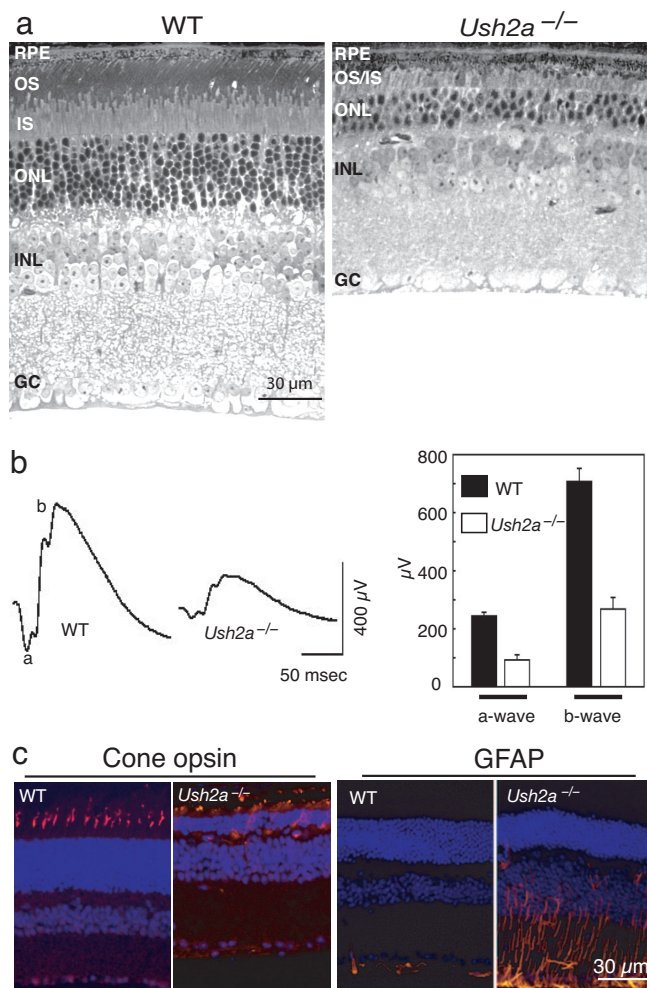 a
WT
Ush2a −/−
RPE
OS
IS
ONL
INL
GC
30 µm
RPE
OS/IS
ONL
INL
GC
b
b
a
WT
Ush2a−/−
400 µV
50 msec
800
600
400
200
0
µV
WT
Ush2a−/−
a-wave
b-wave
c
Cone opsin
GFAP
WT
Ush2a−/−
WT
Ush2a−/−
30 µm